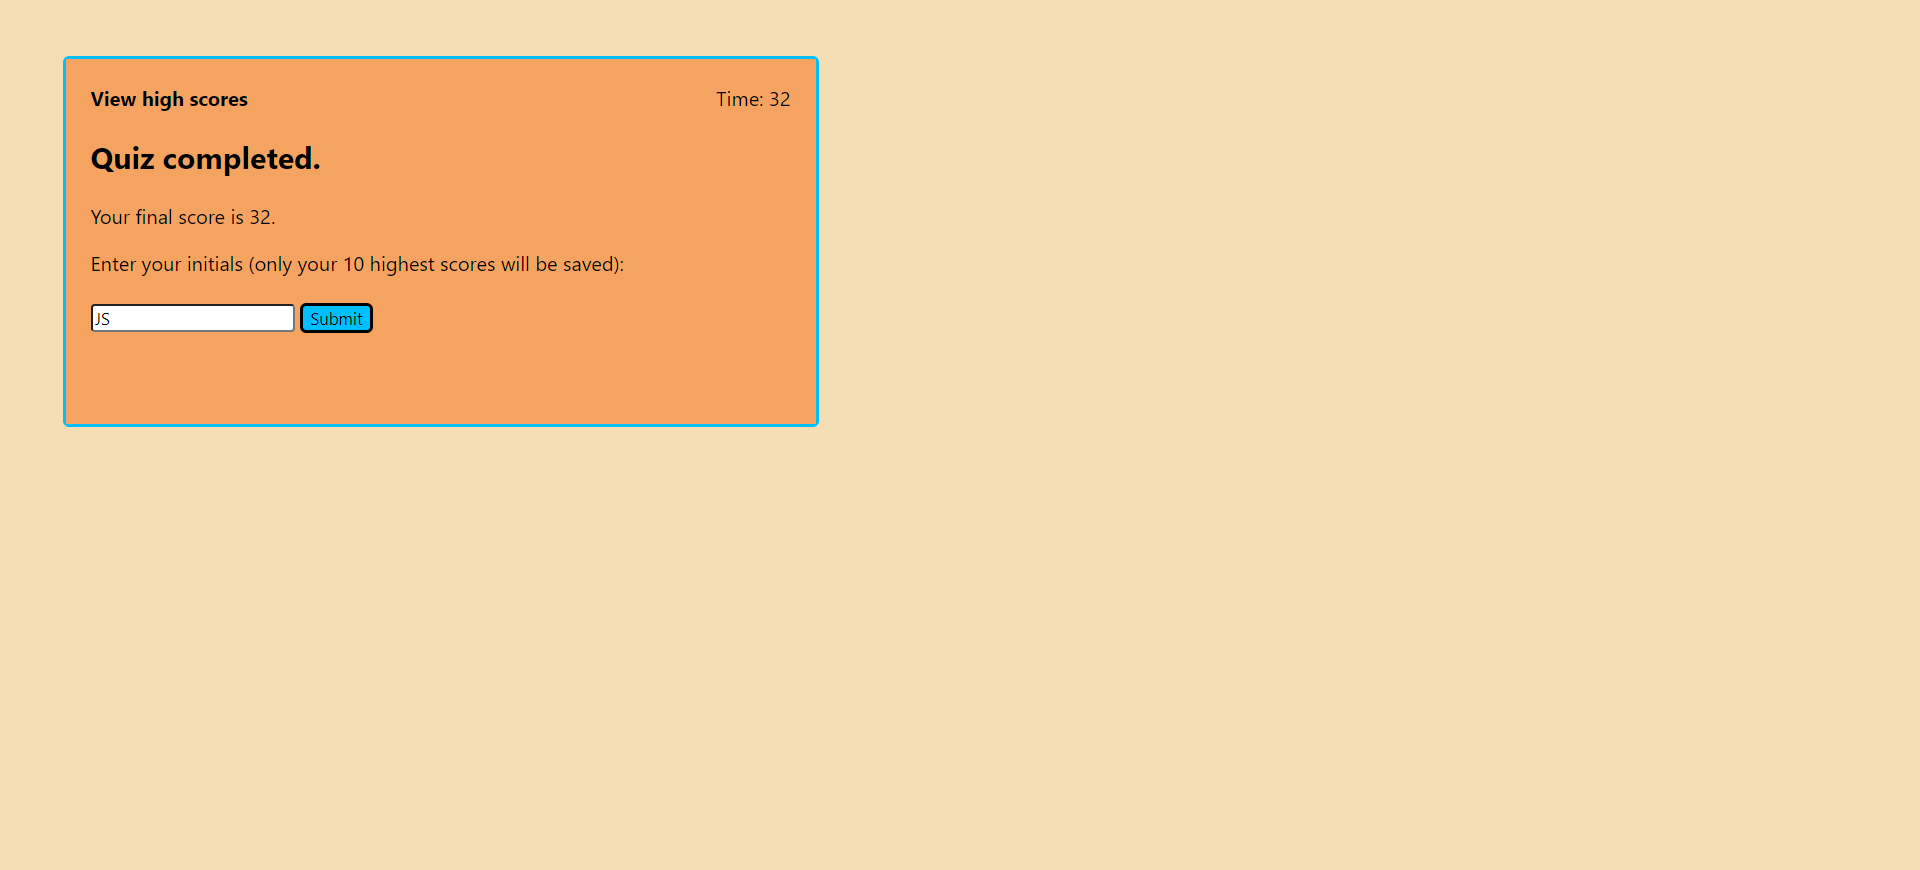 View high scores Time: 32
Quiz completed.
Your final score is 32.
Enter your initials (only your 10 highest scores will be saved):
JS Submit